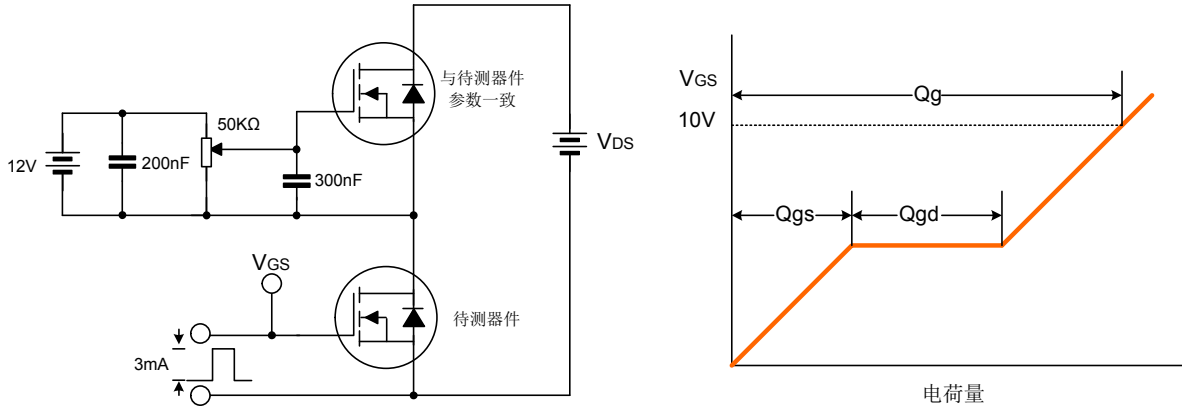 与待测器件
参数一致
50KΩ
12V
200nF
300nF
VDS
VGS
待测器件
3mA
VGS
Qg
10V
Qgs
Qgd
电荷量